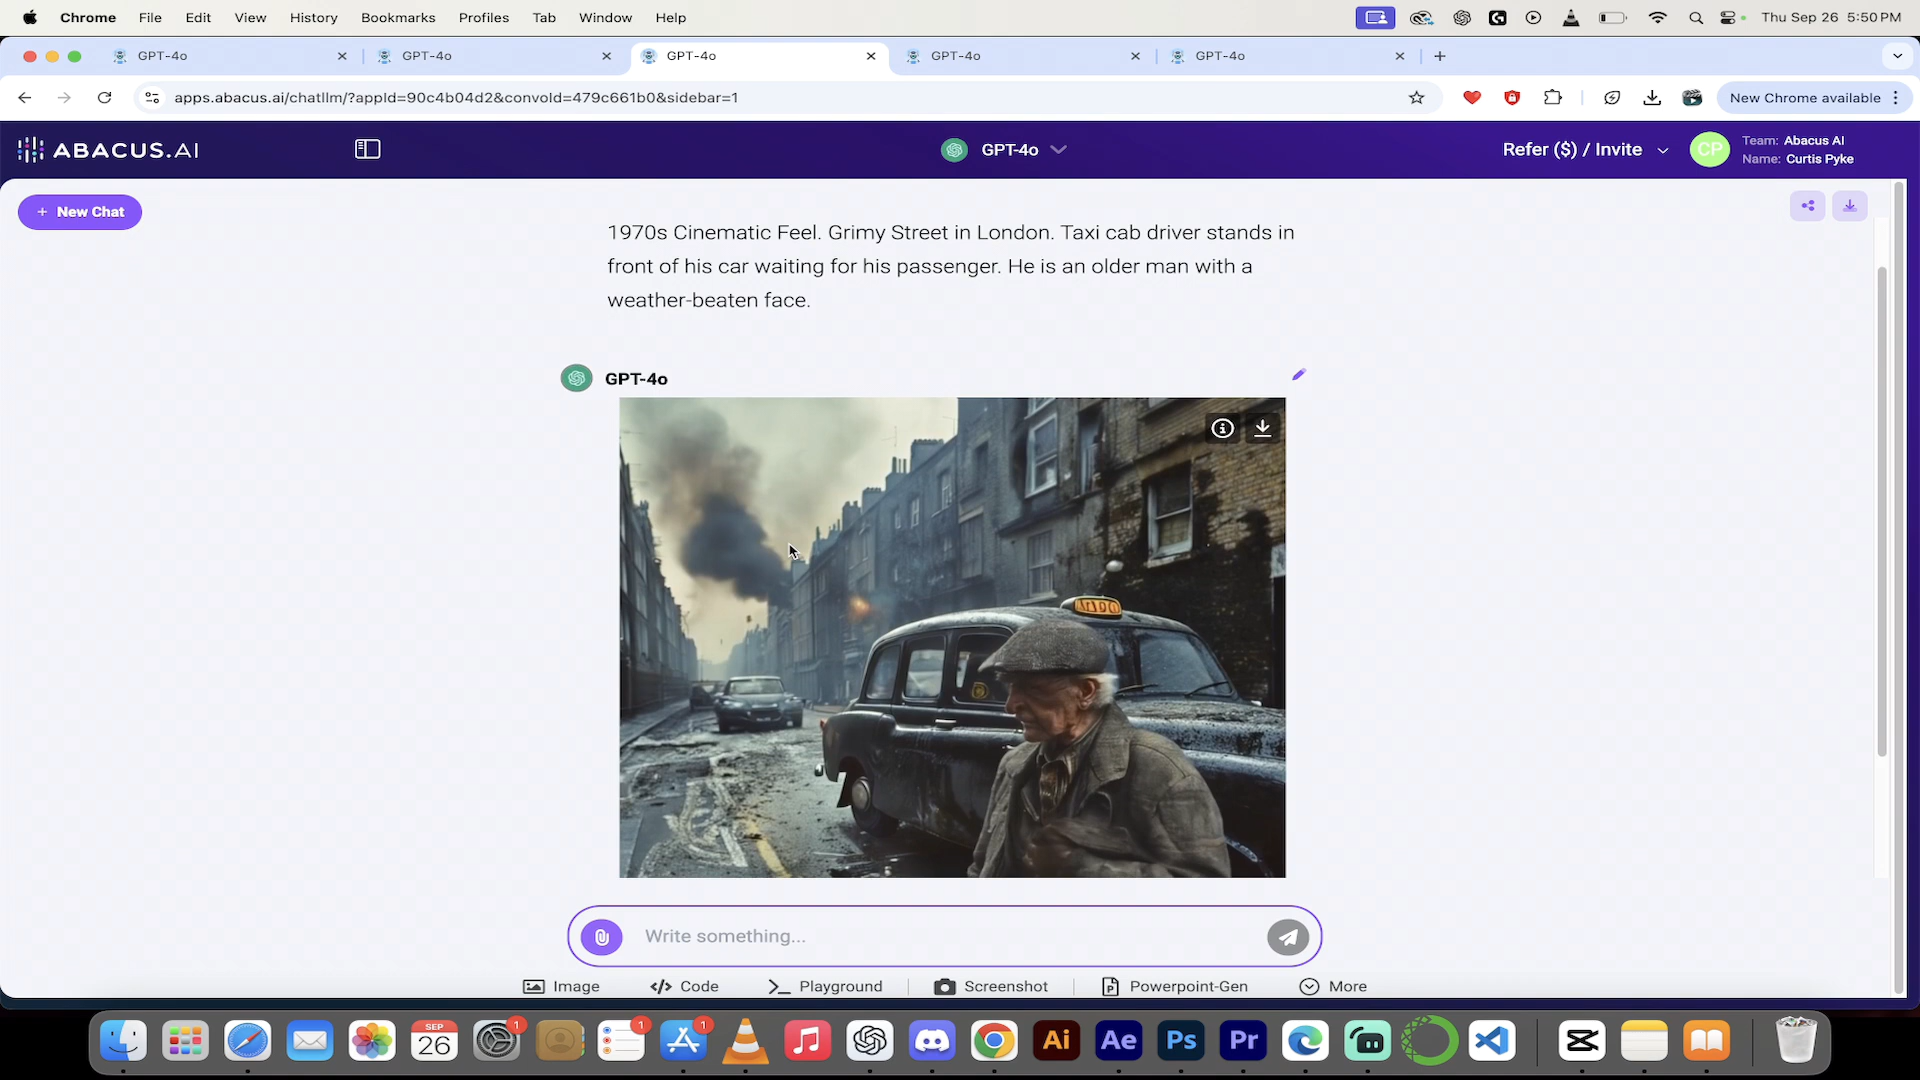 Chrome File Edit View History Bookmarks Profiles Tab Window Help
Thu Sep 26 5:50 PM
GPT-4o
GPT-4o
GPT-4o
GPT-4o
GPT-4o
apps.abacus.ai/chatllm/?appId=90c4b04d2&convoId=479c661b0&sidebar=1
New Chrome available
ABACUS.AI
GPT-4o
Refer ($) / Invite
CP
Team: Abacus AI
Name: Curtis Pyke
+ New Chat
1970s Cinematic Feel. Grimy Street in London. Taxi cab driver stands in
front of his car waiting for his passenger. He is an older man with a
weather-beaten face.
GPT-4o
Write something...
Image
Code
Playground
Screenshot
Powerpoint-Gen
More
SEP
26
1
1
1
Ai
Ae
Ps
Pr